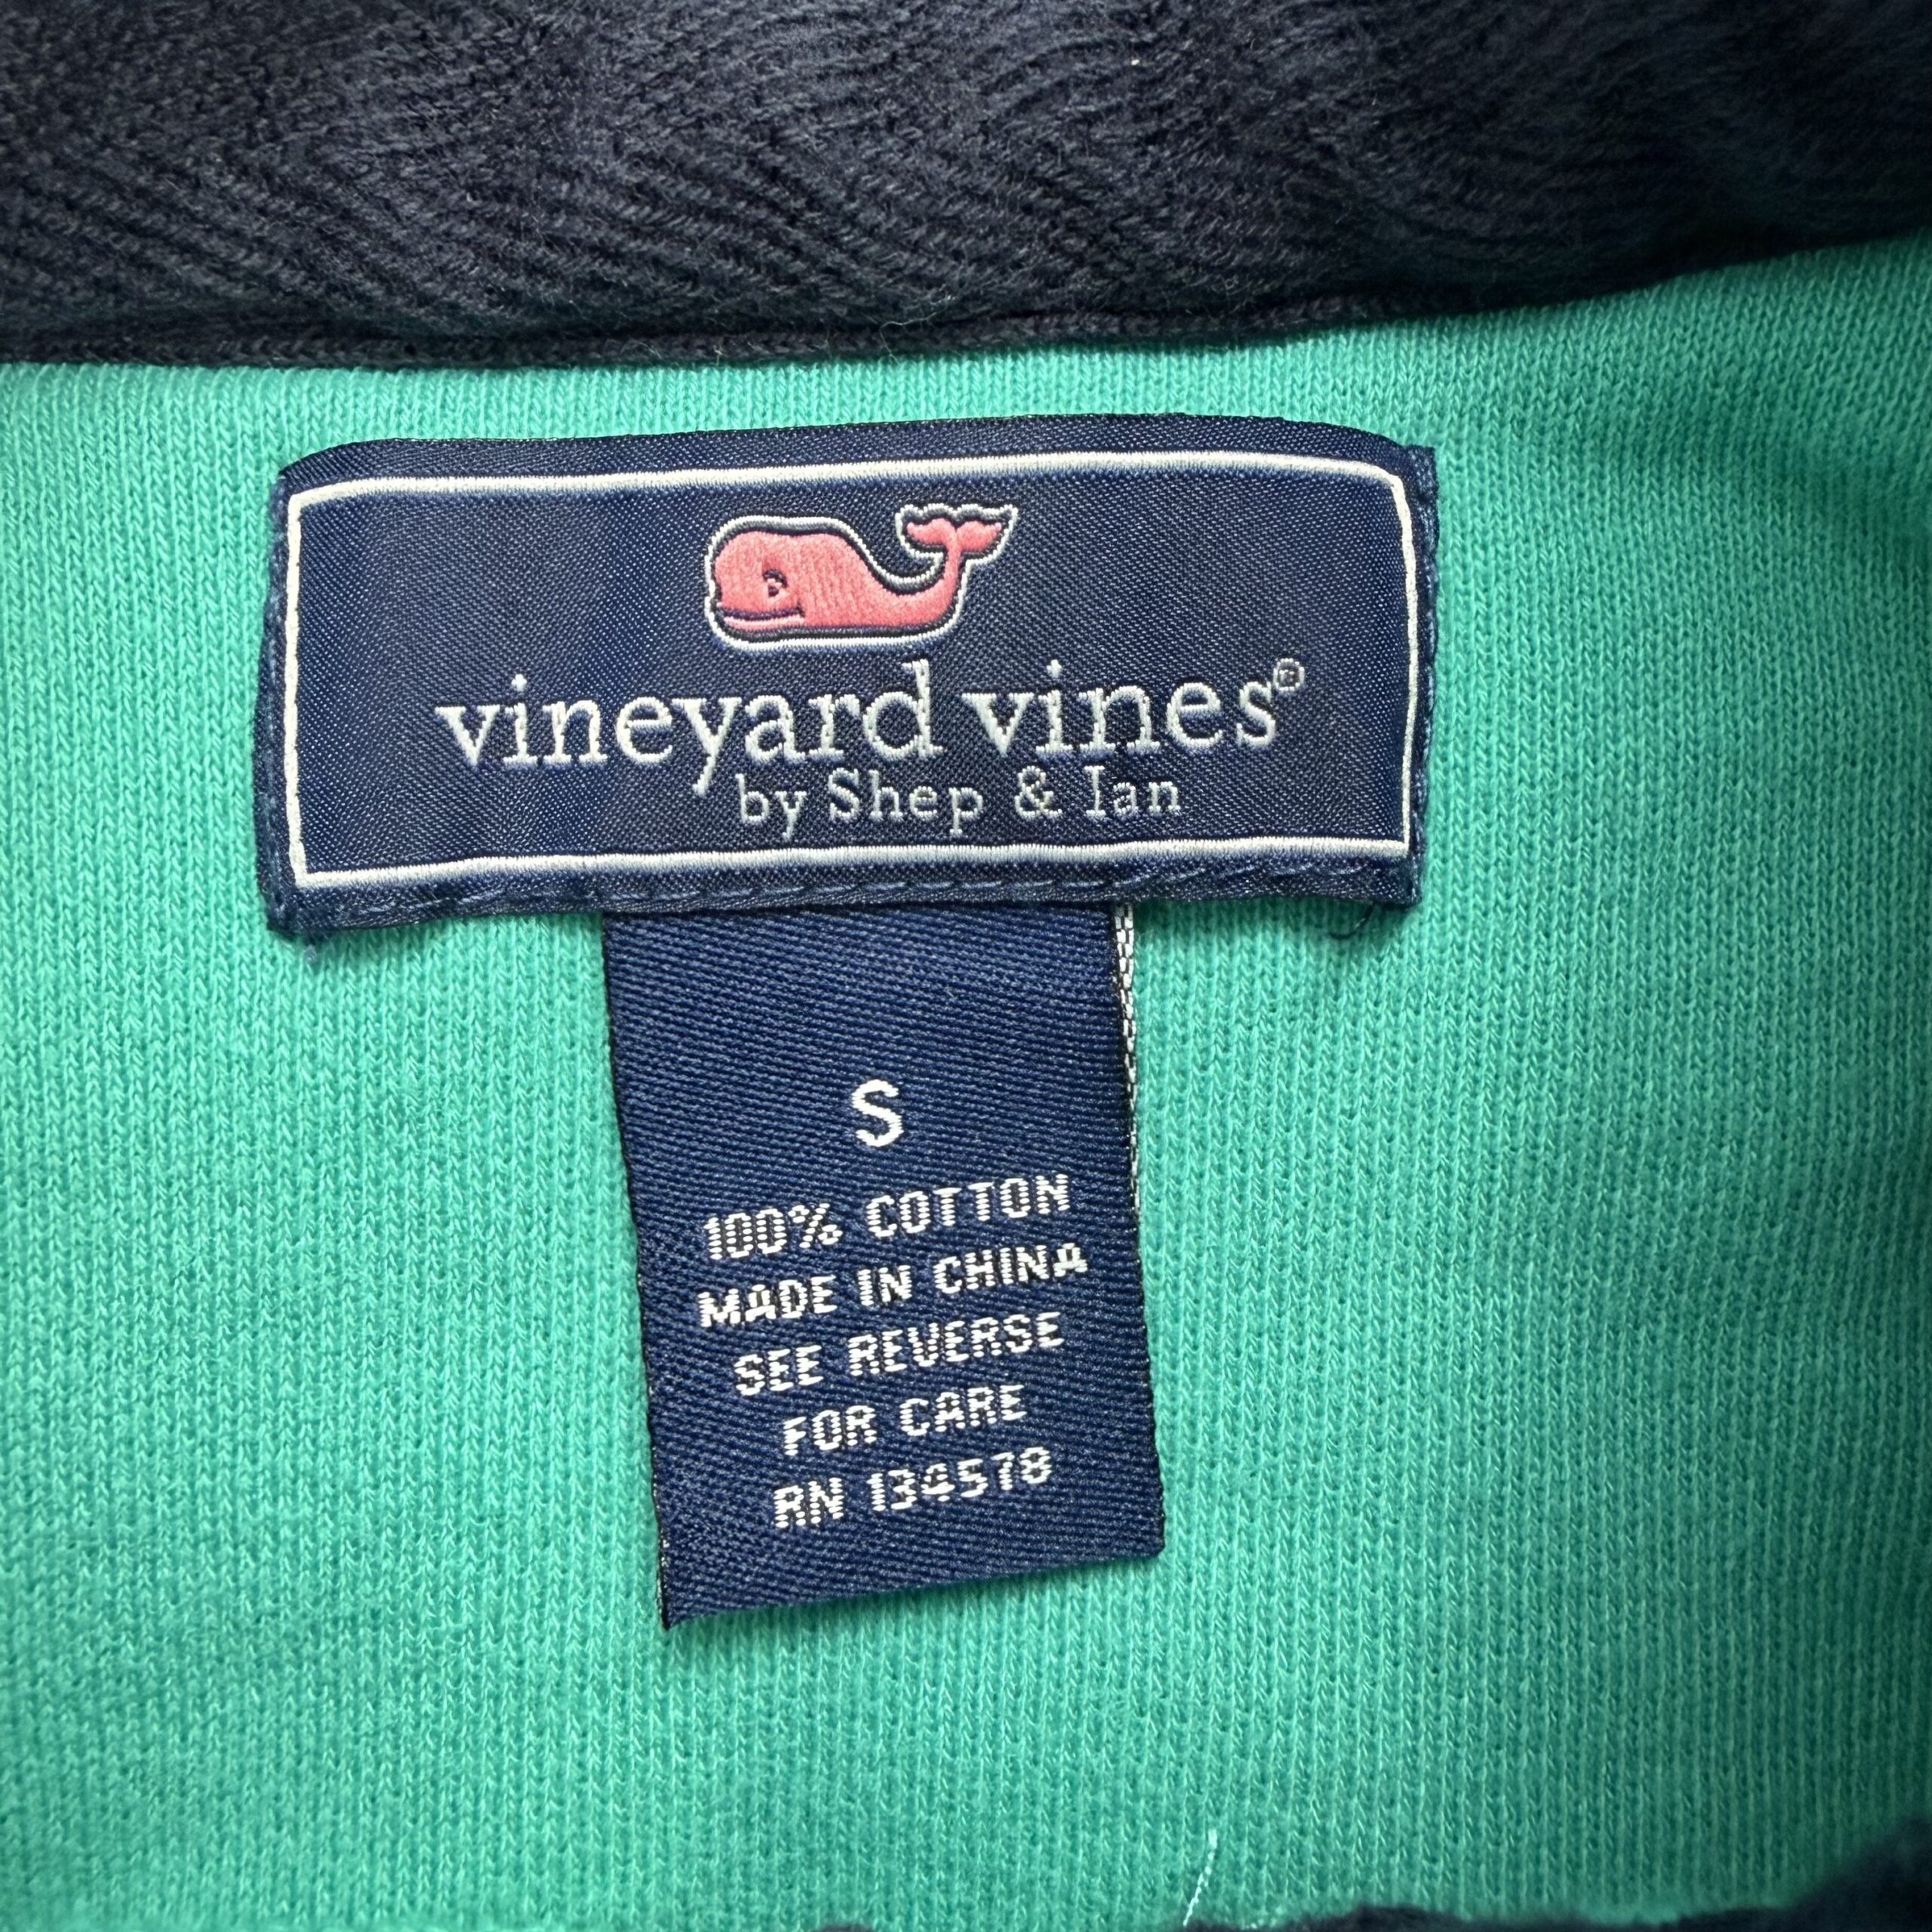 vineyard vines®
by Shep & Ian
S
100% COTTON
MADE IN CHINA
SEE REVERSE
FOR CARE
RN 134578